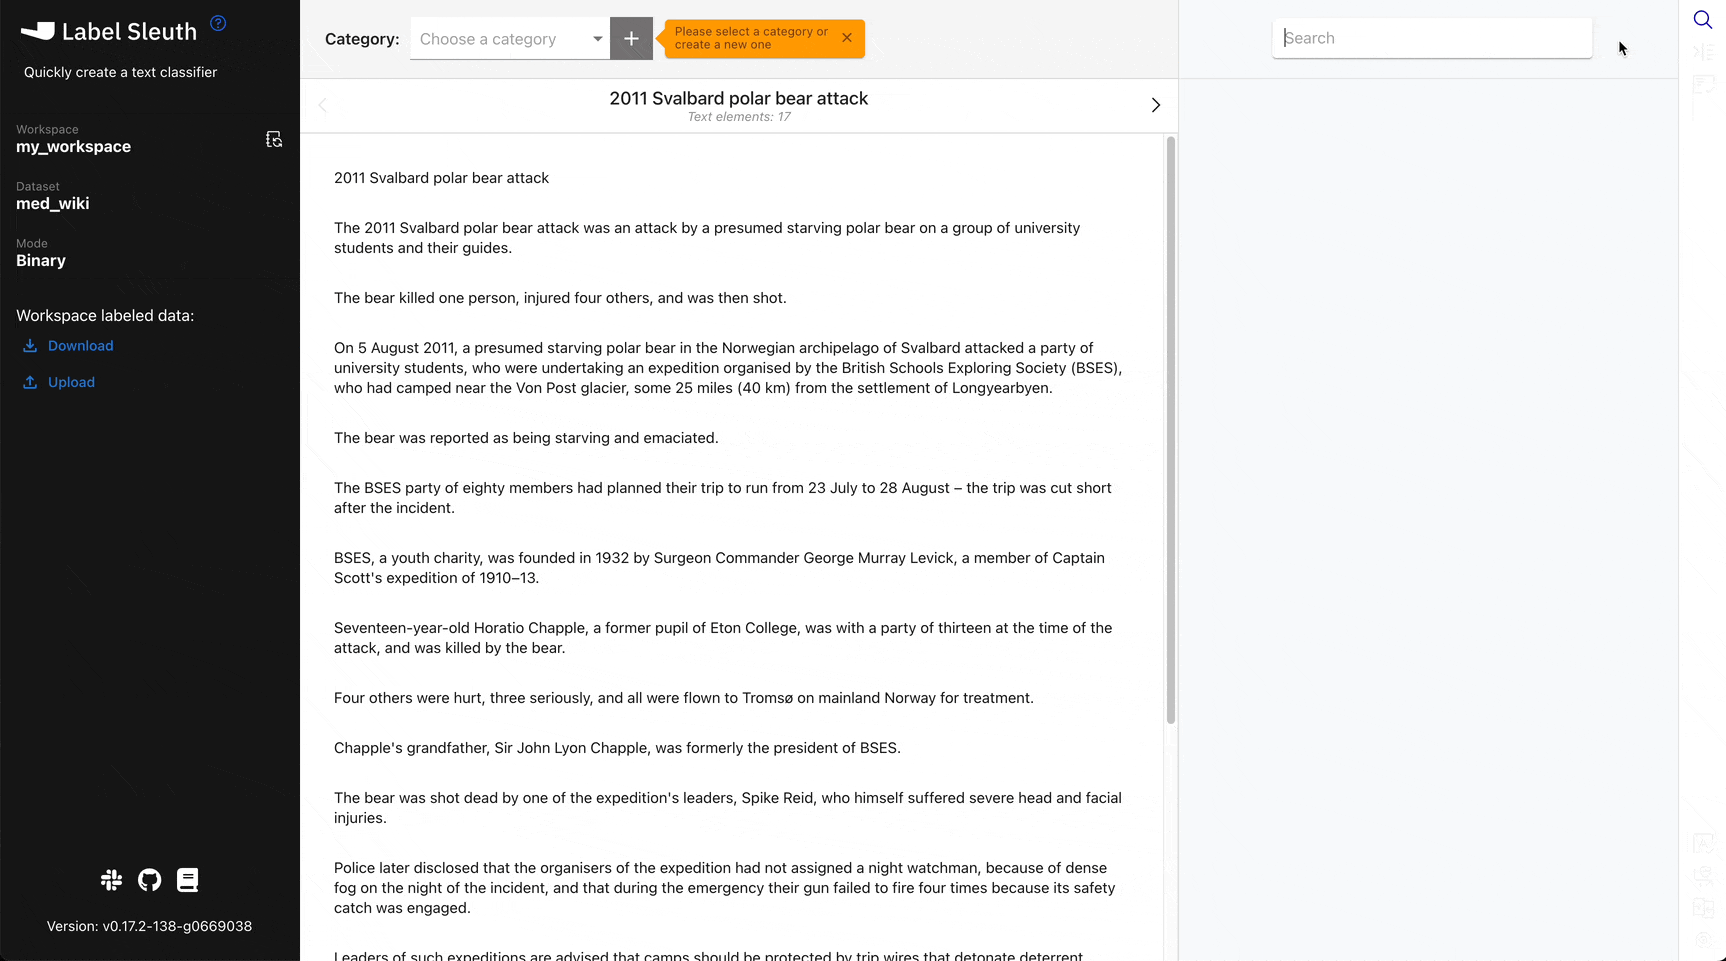 Label Sleuth
?
Quickly create a text classifier
Workspace
my_workspace
Dataset
med_wiki
Mode
Binary
Workspace labeled data:
Download
Upload
Version: v0.17.2-138-g0669038
Category:
Choose a category
+
Please select a category or
create a new one
2011 Svalbard polar bear attack
Text elements: 17
2011 Svalbard polar bear attack
The 2011 Svalbard polar bear attack was an attack by a presumed starving polar bear on a group of university
students and their guides.
The bear killed one person, injured four others, and was then shot.
On 5 August 2011, a presumed starving polar bear in the Norwegian archipelago of Svalbard attacked a party of
university students, who were undertaking an expedition organised by the British Schools Exploring Society (BSES),
who had camped near the Von Post glacier, some 25 miles (40 km) from the settlement of Longyearbyen.
The bear was reported as being starving and emaciated.
The BSES party of eighty members had planned their trip to run from 23 July to 28 August – the trip was cut short
after the incident.
BSES, a youth charity, was founded in 1932 by Surgeon Commander George Murray Levick, a member of Captain
Scott's expedition of 1910–13.
Seventeen-year-old Horatio Chapple, a former pupil of Eton College, was with a party of thirteen at the time of the
attack, and was killed by the bear.
Four others were hurt, three seriously, and all were flown to Tromsø on mainland Norway for treatment.
Chapple's grandfather, Sir John Lyon Chapple, was formerly the president of BSES.
The bear was shot dead by one of the expedition's leaders, Spike Reid, who himself suffered severe head and facial
injuries.
Police later disclosed that the organisers of the expedition had not assigned a night watchman, because of dense
fog on the night of the incident, and that during the emergency their gun failed to fire four times because its safety
catch was engaged.
Leaders of such expeditions are advised that camps should be protected by trip wires that detonate deterrent
Search